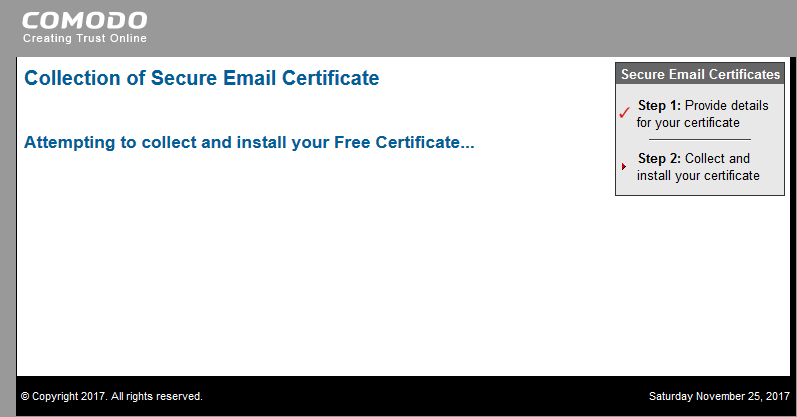 COMODO
Creating Trust Online
Collection of Secure Email Certificate
Attempting to collect and install your Free Certificate...
Secure Email Certificates
Step 1: Provide details
for your certificate
Step 2: Collect and
install your certificate
© Copyright 2017. All rights reserved.
Saturday November 25, 2017